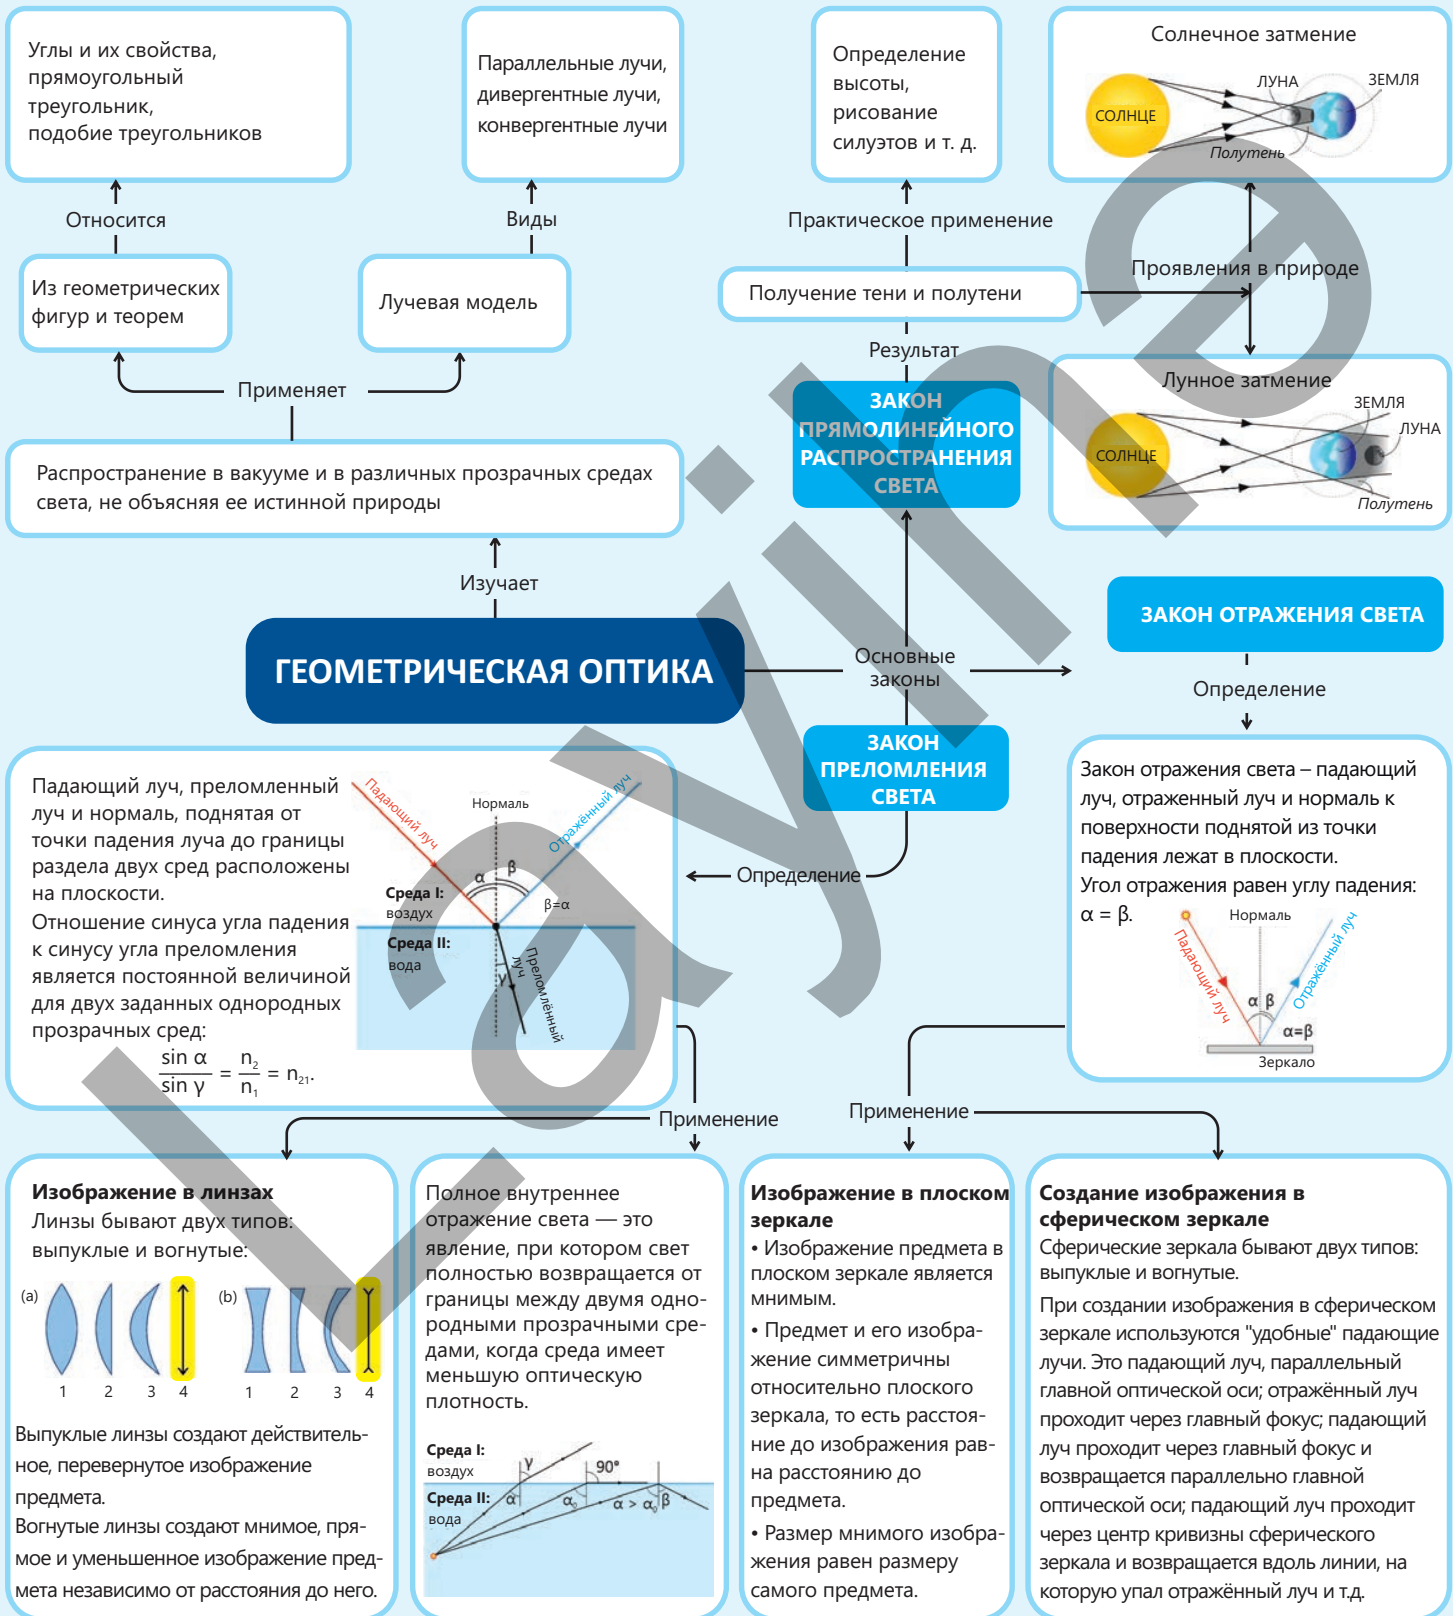 Углы и их свойства,
прямоугольный
треугольник,
подобие треугольников
Параллельные лучи,
дивергентные лучи,
конвергентные лучи
Определение
высоты,
рисование
силуэтов и т. д.
Солнечное затмение
СОЛНЦЕ
ЛУНА
ЗЕМЛЯ
Полутень
Относится
Виды
Практическое применение
Проявления в природе
Из геометрических
фигур и теорем
Лучевая модель
Получение тени и полутени
Результат
Применяет
ЗАКОН
ПРЯМОЛИНЕЙНОГО
РАСПРОСТРАНЕНИЯ
СВЕТА
Лунное затмение
СОЛНЦЕ
ЗЕМЛЯ
ЛУНА
Полутень
Распространение в вакууме и в различных прозрачных средах
света, не объясняя ее истинной природы
Изучает
ГЕОМЕТРИЧЕСКАЯ ОПТИКА
Основные
законы
ЗАКОН ОТРАЖЕНИЯ СВЕТА
Определение
ЗАКОН
ПРЕЛОМЛЕНИЯ
СВЕТА
Определение
Падающий луч, преломленный
луч и нормаль, поднятая от
точки падения луча до границы
раздела двух сред расположены
на плоскости.
Отношение синуса угла падения
к синусу угла преломления
является постоянной величиной
для двух заданных однородных
прозрачных сред:
sin α / sin γ = n₂ / n₁ = n₂₁.
Падающий луч
Нормаль
Отражённый луч
α
β
β=α
Среда I:
воздух
Среда II:
вода
γ
Преломлённый
луч
Закон отражения света – падающий
луч, отраженный луч и нормаль к
поверхности поднятой из точки
падения лежат в плоскости.
Угол отражения равен углу падения:
α = β.
Нормаль
Падающий луч
Отражённый луч
α β
α=β
Зеркало
Применение
Применение
Изображение в линзах
Линзы бывают двух типов:
выпуклые и вогнутые:
(a)
1 2 3 4
(b)
1 2 3 4
Выпуклые линзы создают действитель-
ное, перевернутое изображение
предмета.
Вогнутые линзы создают мнимое, пря-
мое и уменьшенное изображение пред-
мета независимо от расстояния до него.
Полное внутреннее
отражение света — это
явление, при котором свет
полностью возвращается от
границы между двумя одно-
родными прозрачными сре-
дами, когда среда имеет
меньшую оптическую
плотность.
Среда I:
воздух
Среда II:
вода
γ
90°
α
α₀
α > α₀
β
Изображение в плоском
зеркале
• Изображение предмета в
плоском зеркале является
мнимым.
• Предмет и его изобра-
жение симметричны
относительно плоского
зеркала, то есть расстоя-
ние до изображения рав-
на расстоянию до
предмета.
• Размер мнимого изобра-
жения равен размеру
самого предмета.
Создание изображения в
сферическом зеркале
Сферические зеркала бывают двух типов:
выпуклые и вогнутые.
При создании изображения в сферическом
зеркале используются "удобные" падающие
лучи. Это падающий луч, параллельный
главной оптической оси; отражённый луч
проходит через главный фокус; падающий
луч проходит через главный фокус и
возвращается параллельно главной
оптической оси; падающий луч проходит
через центр кривизны сферического
зеркала и возвращается вдоль линии, на
которую упал отражённый луч и т.д.
Layihə